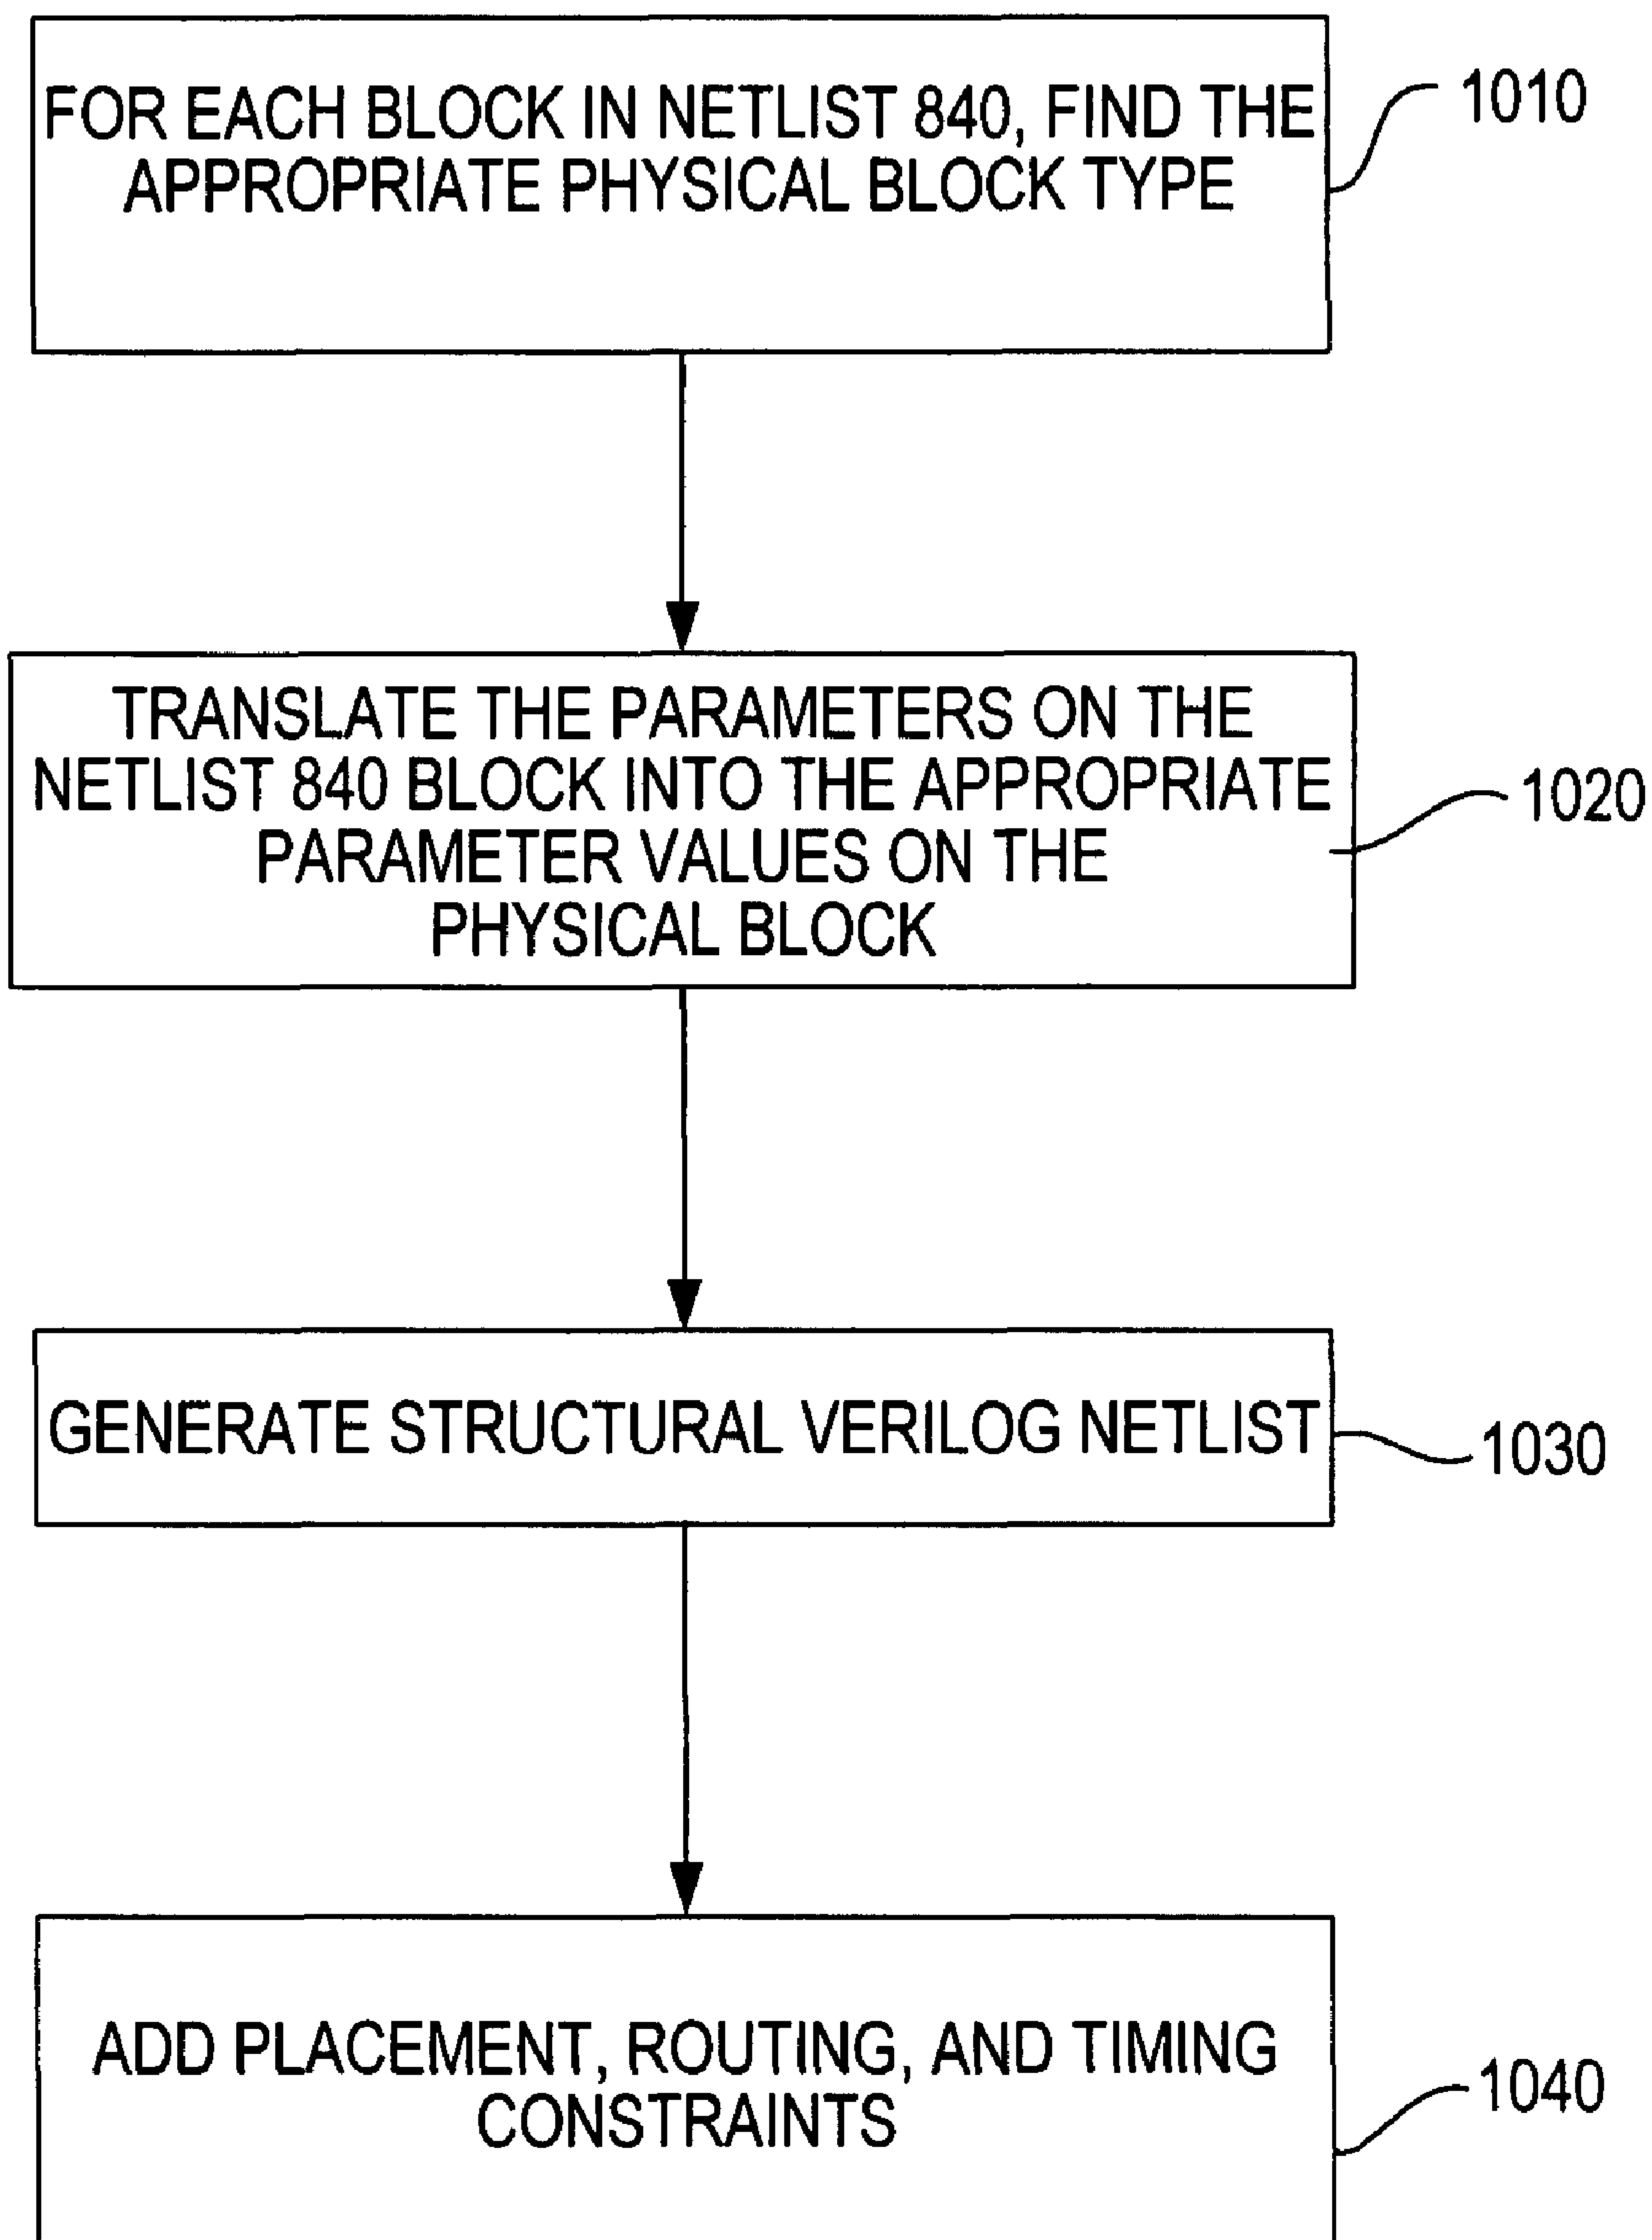 FOR EACH BLOCK IN NETLIST 840, FIND THE
APPROPRIATE PHYSICAL BLOCK TYPE
1010
TRANSLATE THE PARAMETERS ON THE
NETLIST 840 BLOCK INTO THE APPROPRIATE
PARAMETER VALUES ON THE
PHYSICAL BLOCK
1020
GENERATE STRUCTURAL VERILOG NETLIST
1030
ADD PLACEMENT, ROUTING, AND TIMING
CONSTRAINTS
1040